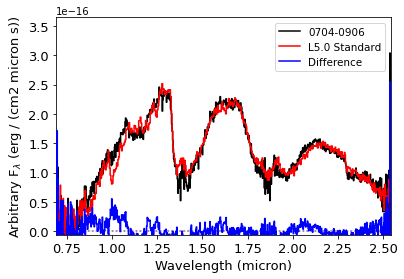 1e−16
0704-0906
L5.0 Standard
Difference
3.5
3.0
2.5
2.0
1.5
1.0
0.5
0.0
Arbitrary Fλ (erg / (cm2 micron s))
0.75 1.00 1.25 1.50 1.75 2.00 2.25 2.50
Wavelength (micron)